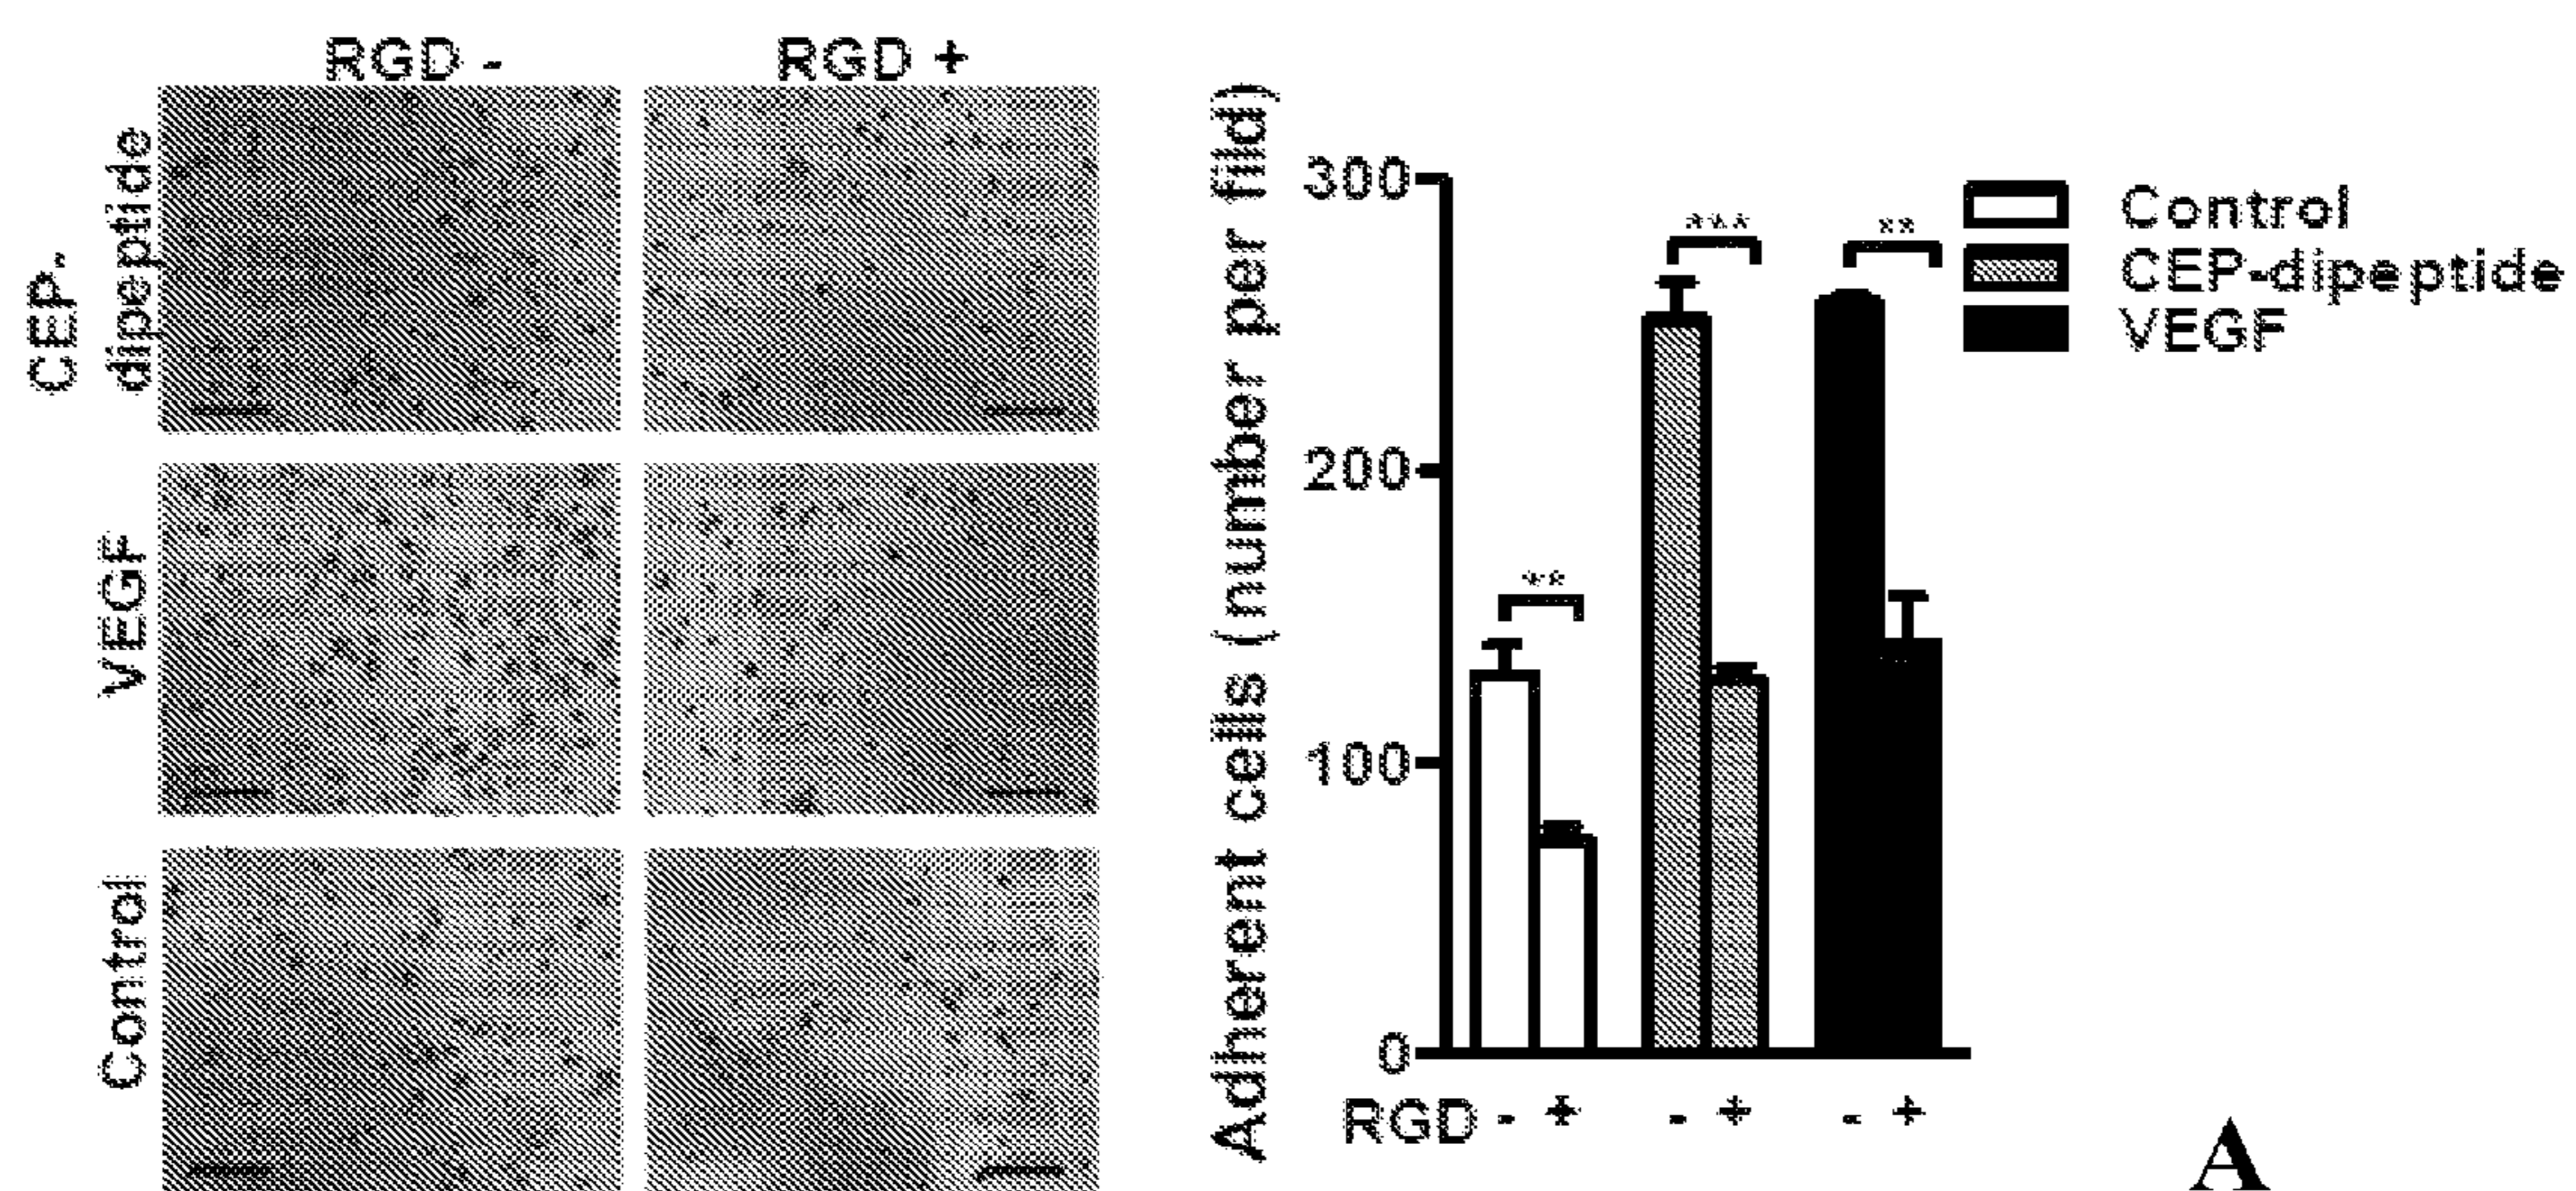 RGD - RGD +
CEP-
dipeptide
VEGF
Control
Adherent cells (number per fild)
300
200
100
0
** *** **
RGD - + - + - +
Control
CEP-dipeptide
VEGF
A